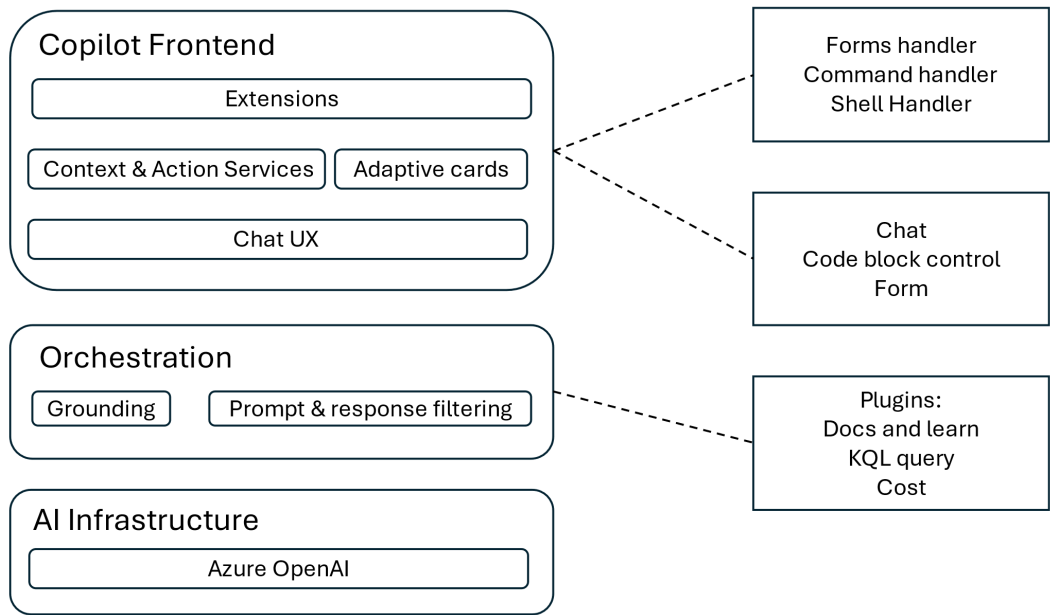 Copilot Frontend
Extensions
Context & Action Services
Adaptive cards
Chat UX
Forms handler
Command handler
Shell Handler
Chat
Code block control
Form
Orchestration
Grounding
Prompt & response filtering
Plugins:
Docs and learn
KQL query
Cost
AI Infrastructure
Azure OpenAI